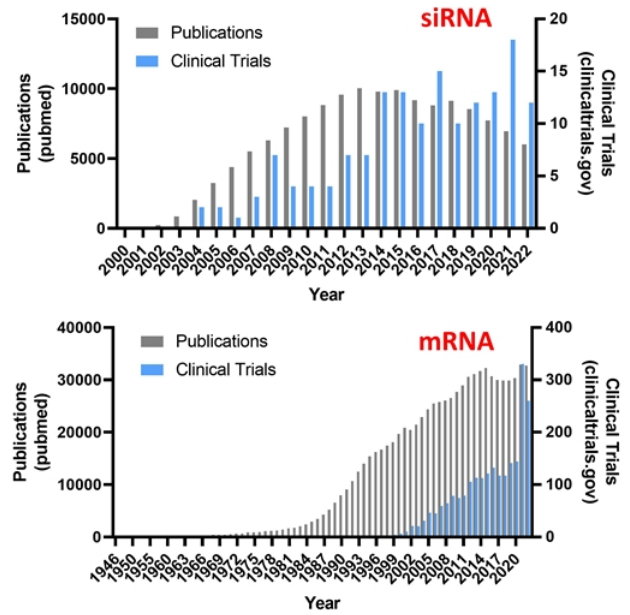 siRNA
Publications
Clinical Trials
Publications
(pubmed)
15000
10000
5000
0
20
15
10
5
0
Clinical Trials
(clinicaltrials.gov)
2000 2001 2002 2003 2004 2005 2006 2007 2008 2009 2010 2011 2012 2013 2014 2015 2016 2017 2018 2019 2020 2021 2022
Year
mRNA
Publications
Clinical Trials
Publications
(pubmed)
40000
30000
20000
10000
0
400
300
200
100
0
Clinical Trials
(clinicaltrials.gov)
1946 1950 1955 1960 1963 1966 1969 1972 1975 1978 1981 1984 1987 1990 1993 1996 1999 2002 2005 2008 2011 2014 2017 2020
Year